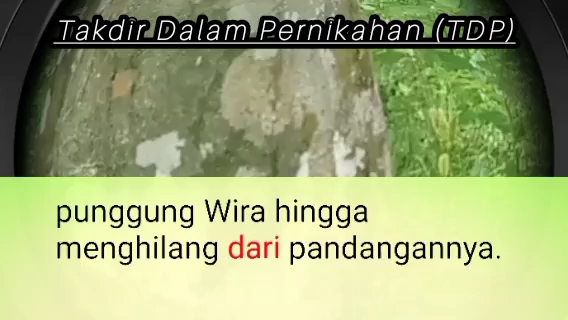 Takdir Dalam Pernikahan (TDP)
punggung Wira hingga
menghilang dari pandangannya.